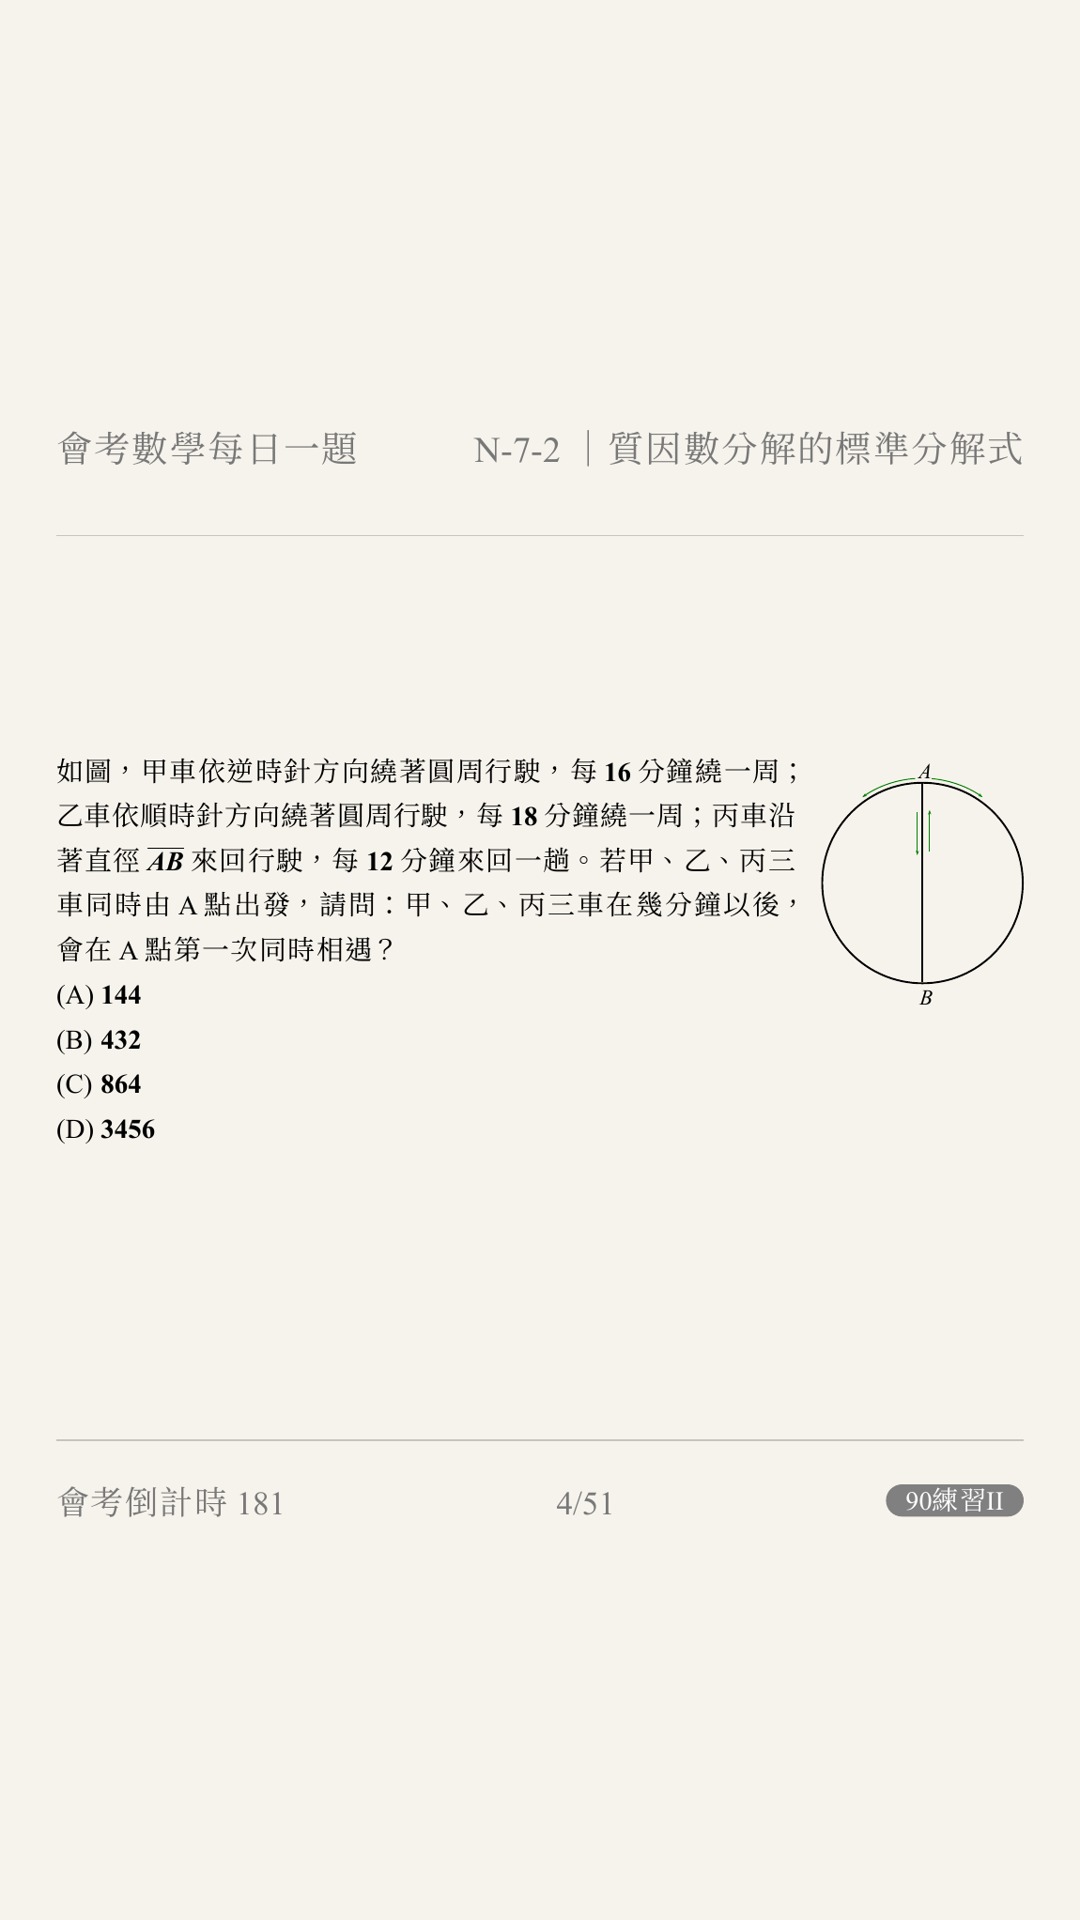 會考數學每日一題
N-7-2｜質因數分解的標準分解式
如圖，甲車依逆時針方向繞著圓周行駛，每 16 分鐘繞一周；
乙車依順時針方向繞著圓周行駛，每 18 分鐘繞一周；丙車沿
著直徑 AB 來回行駛，每 12 分鐘來回一趟。若甲、乙、丙三
車同時由 A 點出發，請問：甲、乙、丙三車在幾分鐘以後，
會在 A 點第一次同時相遇？
(A) 144
(B) 432
(C) 864
(D) 3456
A
B
會考倒計時 181
4/51
90練習II